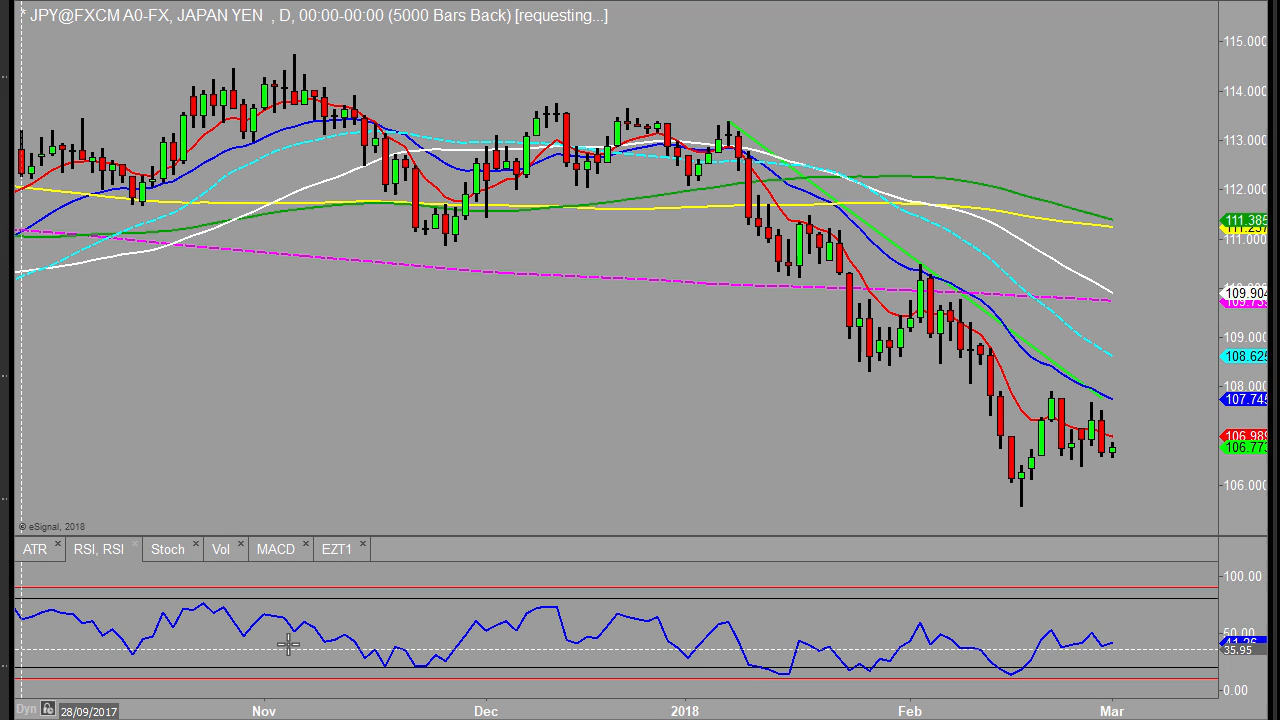 * JPY@FXCM A0-FX, JAPAN YEN , D, 00:00-00:00 (5000 Bars Back) [requesting...]
115.000
114.000
113.000
112.000
111.385
111.000
109.904
109.000
108.625
108.000
107.745
106.989
106.773
106.000
© eSignal, 2018
ATR
RSI, RSI
Stoch
Vol
MACD
EZT1
100.00
50.00
35.95
0.00
Dyn
28/09/2017
Nov
Dec
2018
Feb
Mar